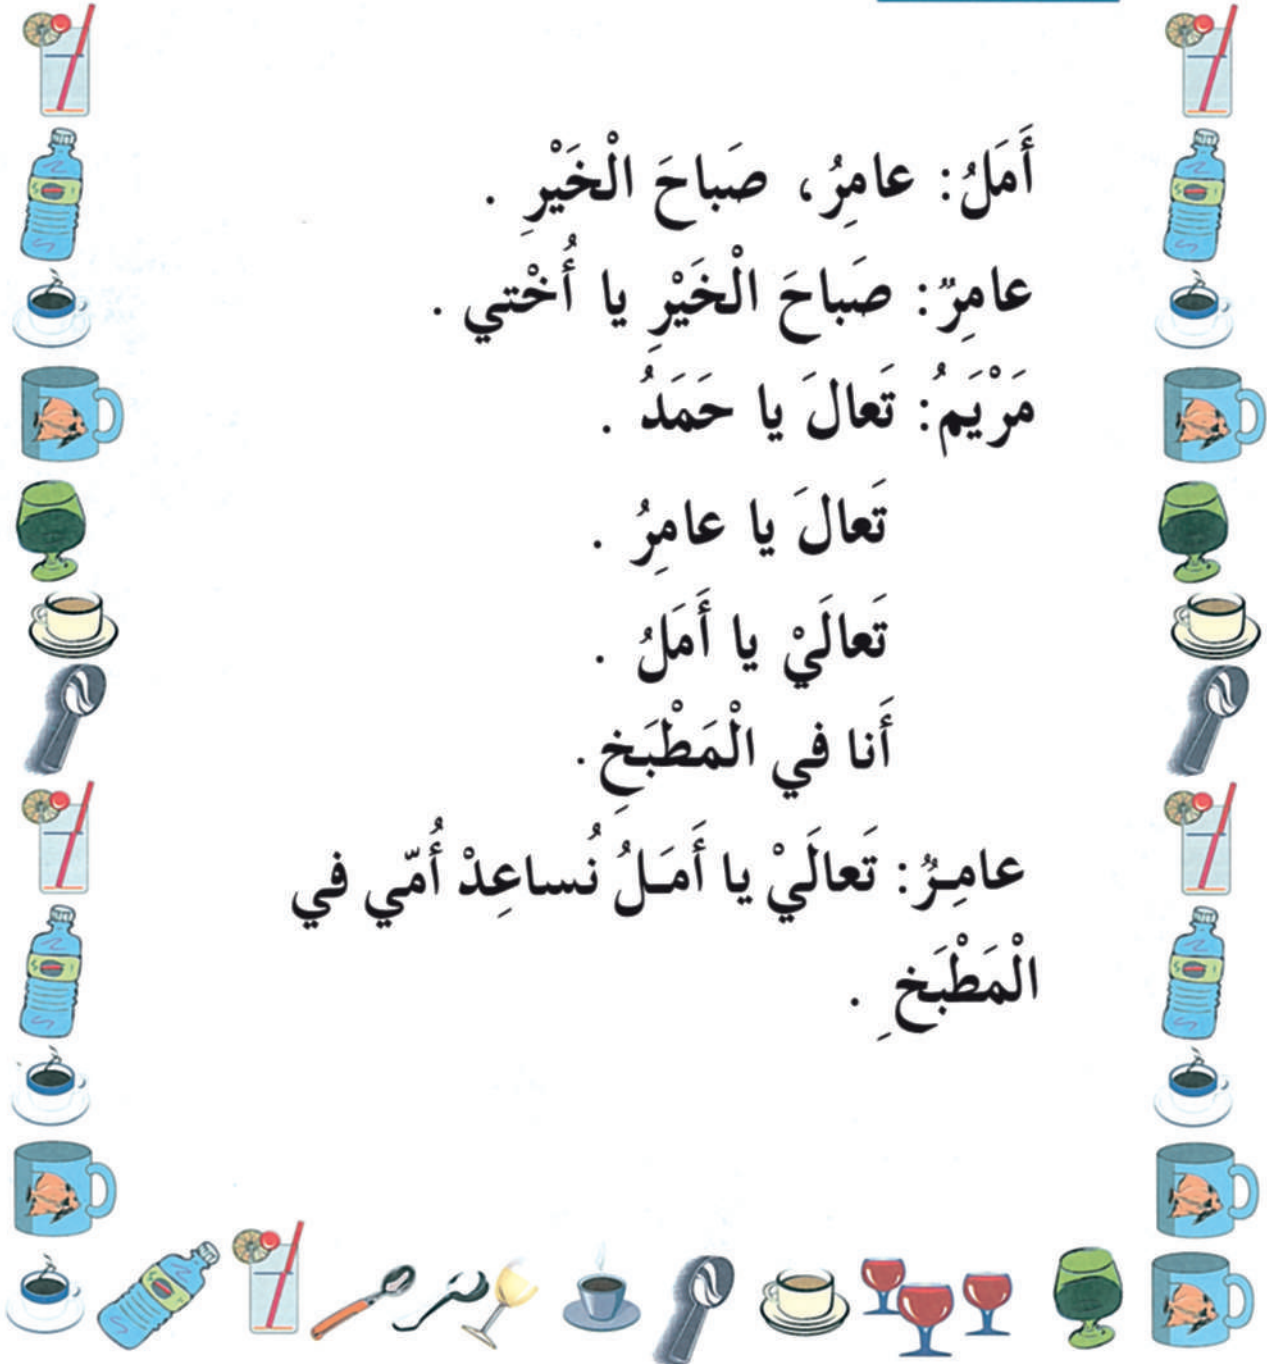 أَمَلُ: عامِرُ، صَباحَ الْخَيْرِ .
عامِرٌ: صَباحَ الْخَيْرِ يا أُخْتي .
مَرْيَمُ: تَعالَ يا حَمَدُ .
تَعالَ يا عامِرُ .
تَعالَيْ يا أَمَلُ .
أَنا في الْمَطْبَخِ .
عامِرٌ: تَعالَيْ يا أَمَلُ نُساعِدْ أُمّي في
الْمَطْبَخِ .